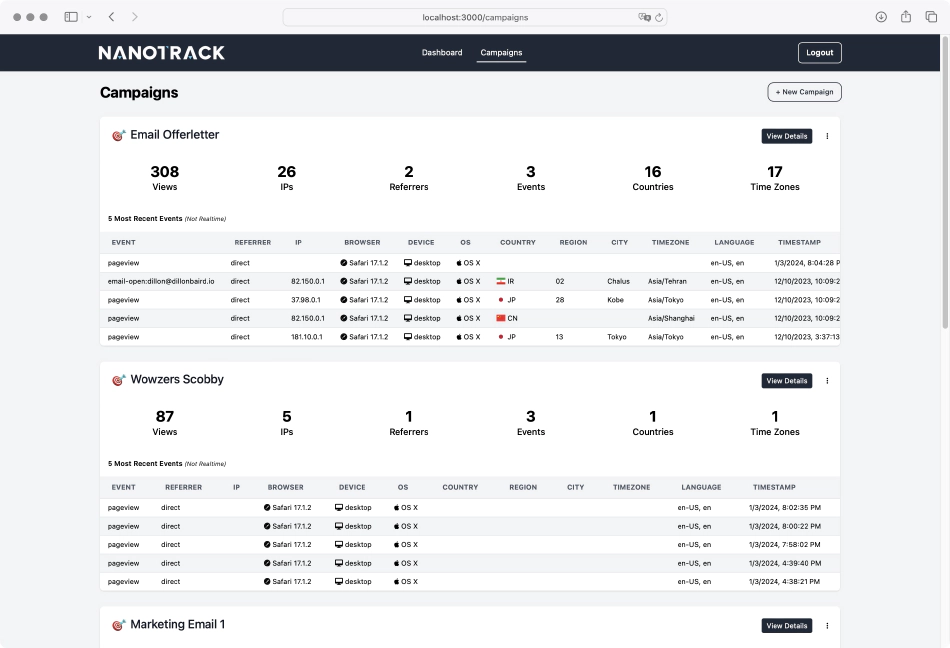 localhost:3000/campaigns
NANOTRACK Dashboard Campaigns Logout
Campaigns + New Campaign
Email Offerletter View Details
308 26 2 3 16 17
Views IPs Referrers Events Countries Time Zones
5 Most Recent Events (Not Realtime)
EVENT REFERRER IP BROWSER DEVICE OS COUNTRY REGION CITY TIMEZONE LANGUAGE TIMESTAMP
pageview direct Safari 17.1.2 desktop OS X en-US, en 1/3/2024, 8:04:28 P
email-open:dillon@dillonbaird.io direct 82.150.0.1 Safari 17.1.2 desktop OS X IR 02 Chalus Asia/Tehran en-US, en 12/10/2023, 10:09:2
pageview direct 37.98.0.1 Safari 17.1.2 desktop OS X JP 28 Kobe Asia/Tokyo en-US, en 12/10/2023, 10:09:2
pageview direct 82.150.0.1 Safari 17.1.2 desktop OS X CN Asia/Shanghai en-US, en 12/10/2023, 10:09:2
pageview direct 181.10.0.1 Safari 17.1.2 desktop OS X JP 13 Tokyo Asia/Tokyo en-US, en 12/10/2023, 3:37:13
Wowzers Scobby View Details
87 5 1 3 1 1
Views IPs Referrers Events Countries Time Zones
5 Most Recent Events (Not Realtime)
EVENT REFERRER IP BROWSER DEVICE OS COUNTRY REGION CITY TIMEZONE LANGUAGE TIMESTAMP
pageview direct Safari 17.1.2 desktop OS X en-US, en 1/3/2024, 8:02:35 PM
pageview direct Safari 17.1.2 desktop OS X en-US, en 1/3/2024, 8:00:22 PM
pageview direct Safari 17.1.2 desktop OS X en-US, en 1/3/2024, 7:58:02 PM
pageview direct Safari 17.1.2 desktop OS X en-US, en 1/3/2024, 4:39:40 PM
pageview direct Safari 17.1.2 desktop OS X en-US, en 1/3/2024, 4:38:21 PM
Marketing Email 1 View Details